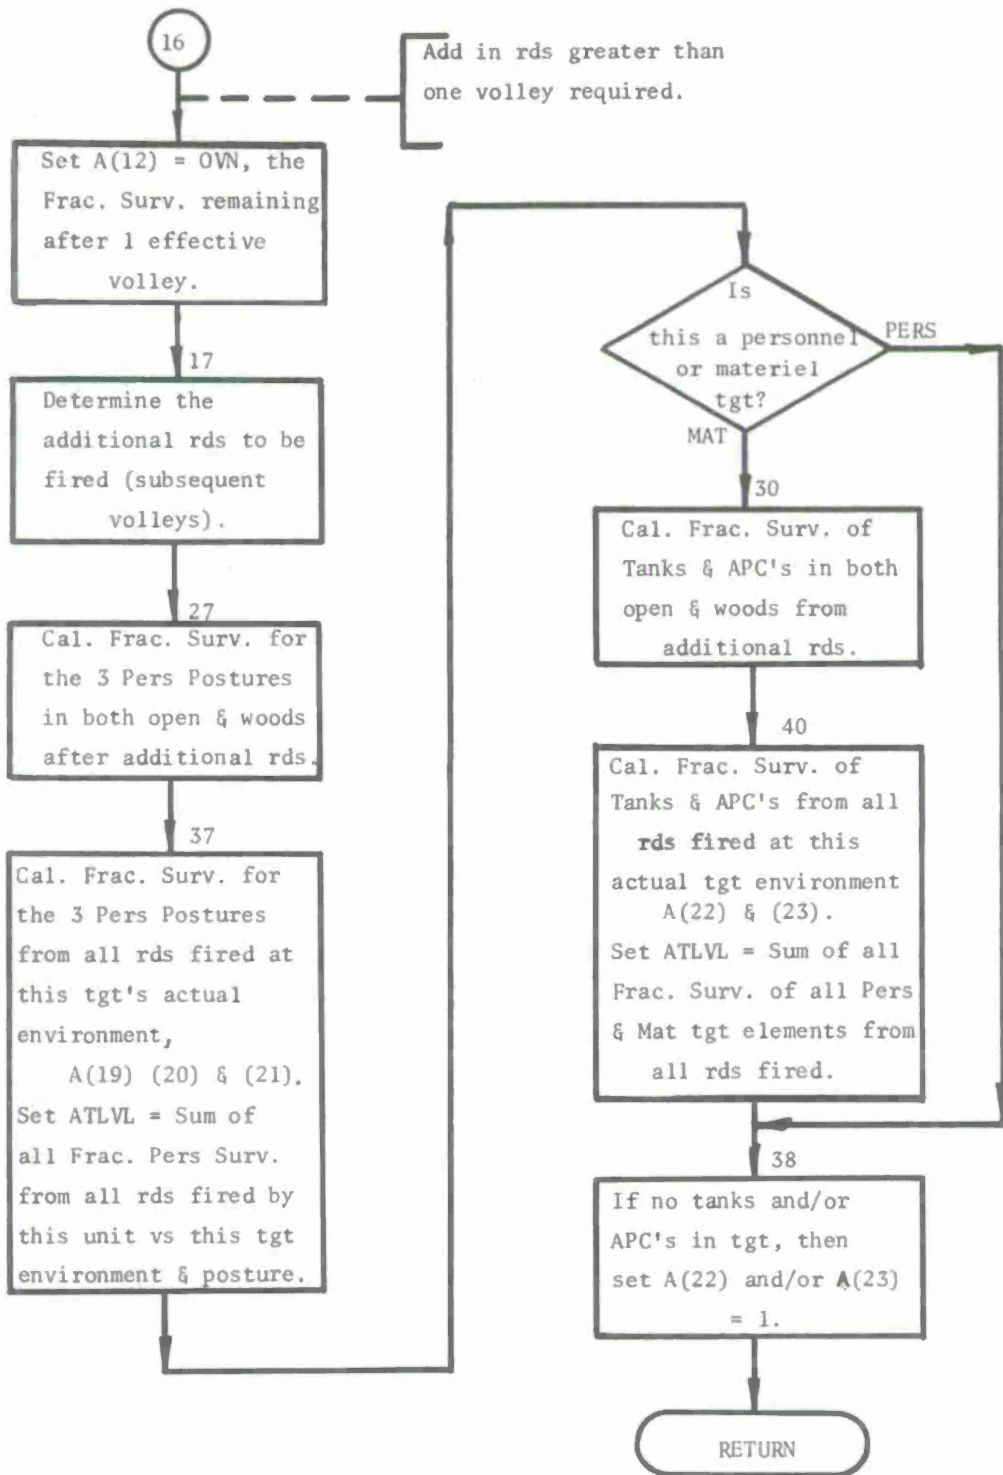 16
Add in rds greater than
one volley required.
Set A(12) = OVN, the
Frac. Surv. remaining
after 1 effective
volley.
17
Determine the
additional rds to be
fired (subsequent
volleys).
27
Cal. Frac. Surv. for
the 3 Pers Postures
in both open & woods
after additional rds.
37
Cal. Frac. Surv. for
the 3 Pers Postures
from all rds fired at
this tgt's actual
environment,
A(19) (20) & (21).
Set ATLVL = Sum of
all Frac. Pers Surv.
from all rds fired by
this unit vs this tgt
environment & posture.
Is
this a personnel
or materiel
tgt?
PERS
MAT
30
Cal. Frac. Surv. of
Tanks & APC's in both
open & woods from
additional rds.
40
Cal. Frac. Surv. of
Tanks & APC's from all
rds fired at this
actual tgt environment
A(22) & (23).
Set ATLVL = Sum of all
Frac. Surv. of all Pers
& Mat tgt elements from
all rds fired.
38
If no tanks and/or
APC's in tgt, then
set A(22) and/or A(23)
= 1.
RETURN